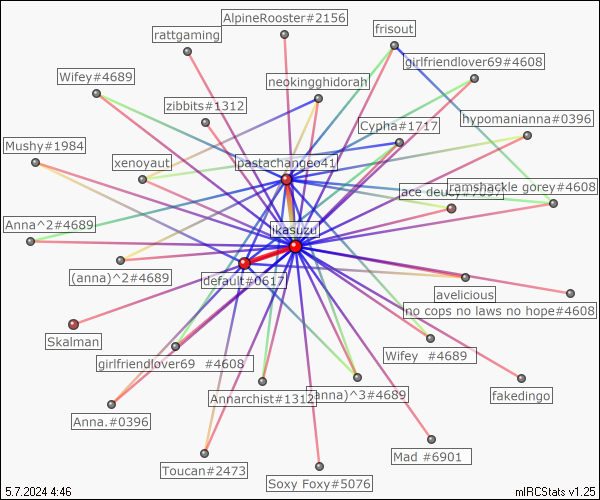 AlpineRooster#2156
rattgaming
frisout
girlfriendlover69#4608
Wifey#4689
neokingghidorah
zibbits#1312
hypomanianna#0396
Cypha#1717
Mushy#1984
xenoyaut
pastachangeo41
ace deucy
ramshackle gorey#4608
Anna^2#4689
ikasuzu
(anna)^2#4689
default#0617
avelicious
no cops no laws no hope#4608
Skalman
girlfriendlover69 #4608
Wifey #4689
Annarchist#1312
anna)^3#4689
fakedingo
Anna.#0396
Mad #6901
Toucan#2473
Soxy Foxy#5076
5.7.2024 4:46
mIRCStats v1.25